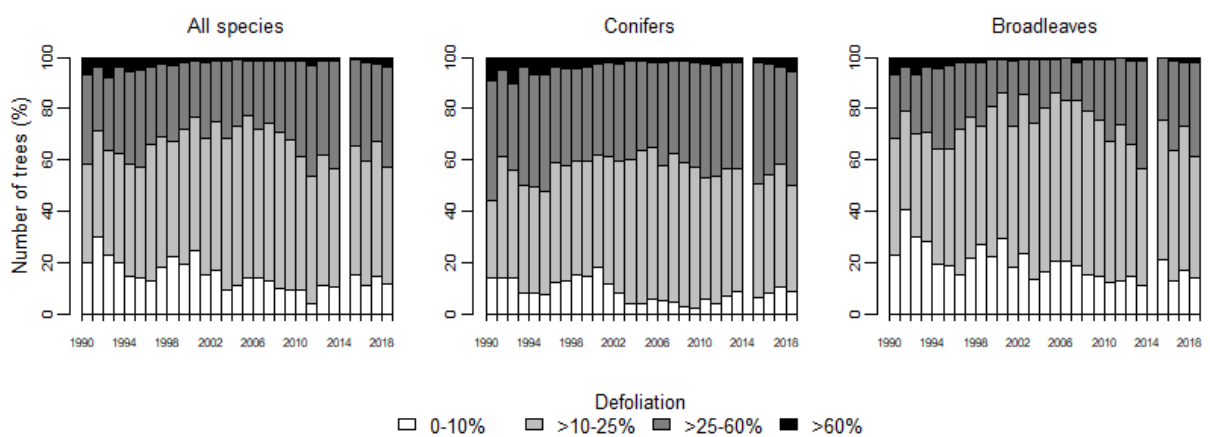 All species
Conifers
Broadleaves
Number of trees (%)
0 20 40 60 80 100
0 20 40 60 80 100
0 20 40 60 80 100
1990 1994 1998 2002 2006 2010 2014 2018
1990 1994 1998 2002 2006 2010 2014 2018
1990 1994 1998 2002 2006 2010 2014 2018
Defoliation
0-10% >10-25% >25-60% >60%